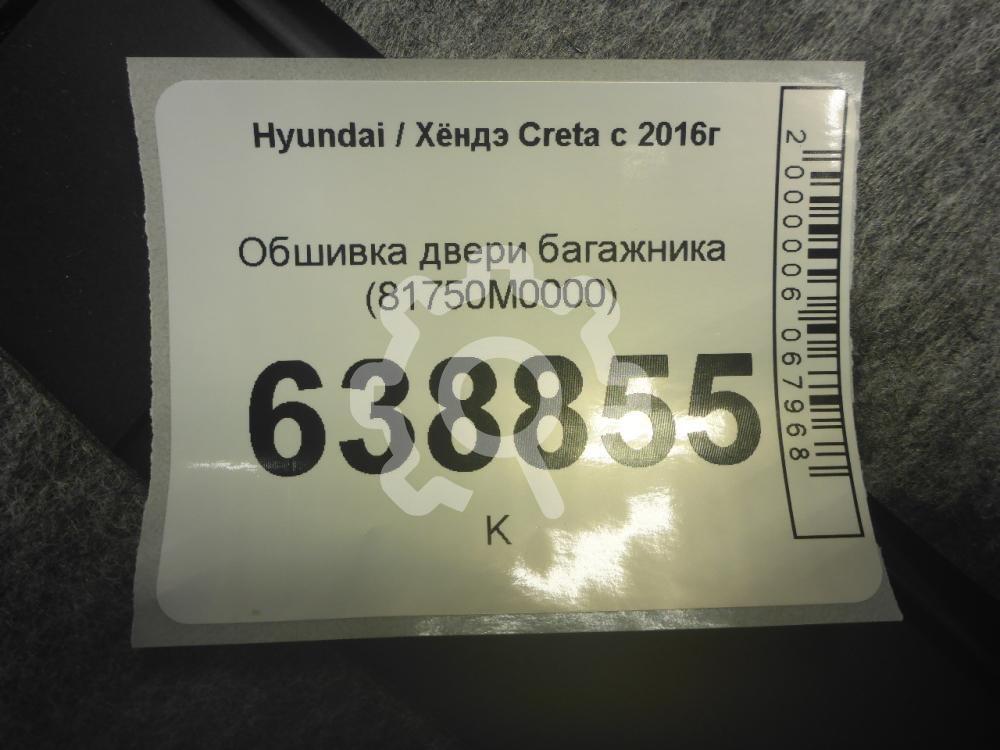 Hyundai / Хёндэ Creta с 2016г
Обшивка двери багажника
(81750M0000)
638855
К
2000006067968